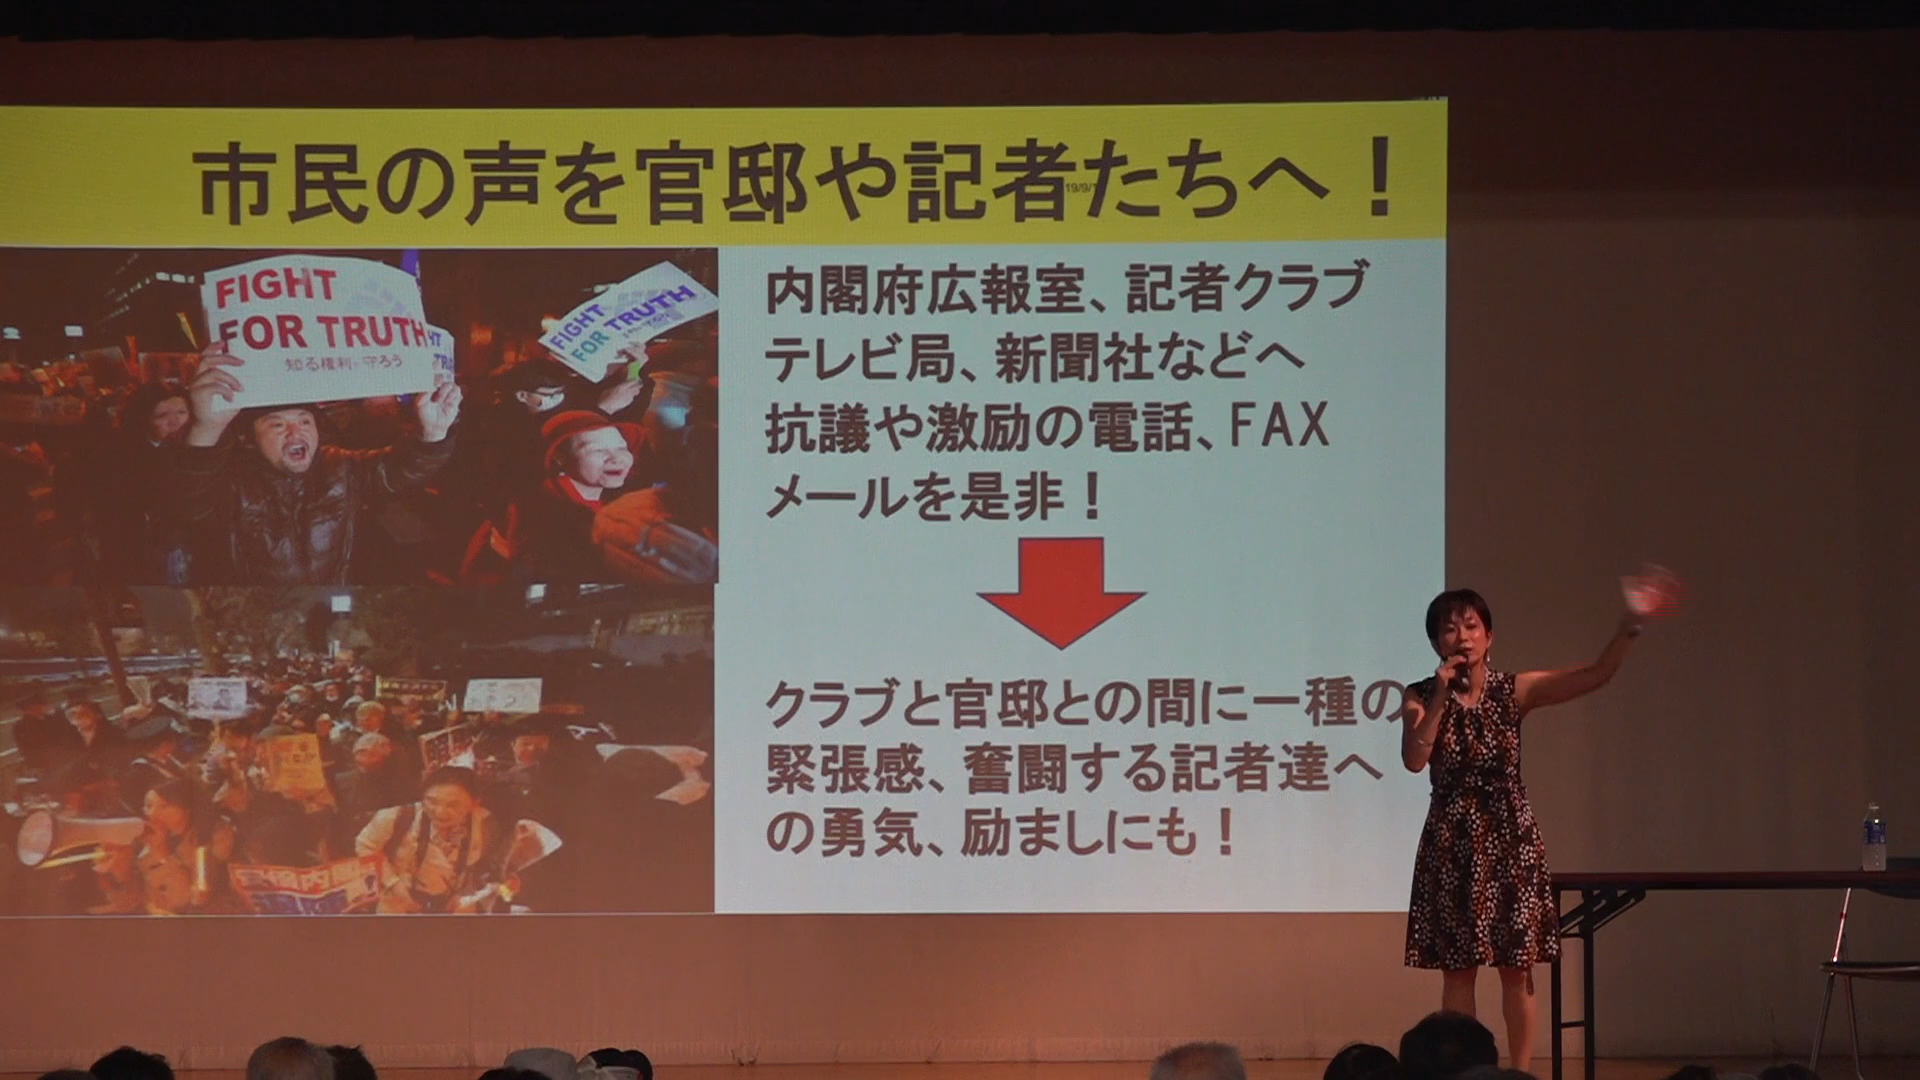 市民の声を官邸や記者たちへ！
19/9/
FIGHT
FOR TRUTH
知る権利 守ろう
FIGHT
FOR TRUTH
内閣府広報室、記者クラブ
テレビ局、新聞社などへ
抗議や激励の電話、FAX
メールを是非！
クラブと官邸との間に一種の
緊張感、奮闘する記者達へ
の勇気、励ましにも！